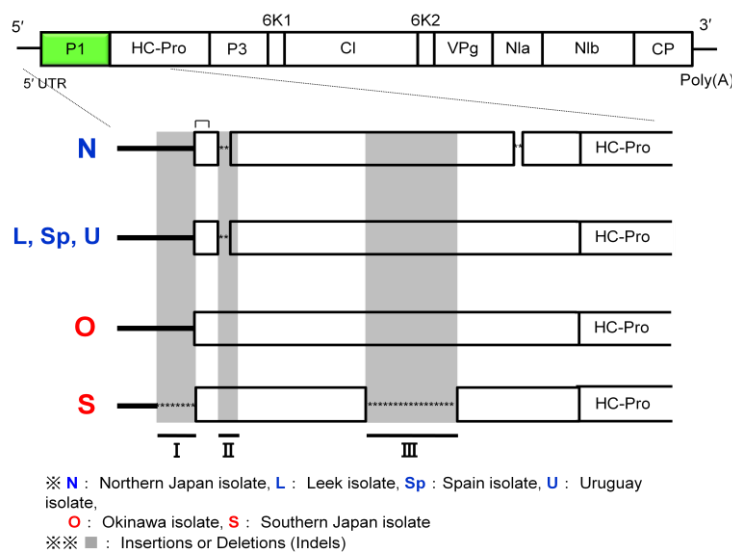 6K1 6K2
5′ 3′
P1 HC-Pro P3 CI VPg NIa NIb CP
5′ UTR Poly(A)
N ** ** HC-Pro
L, Sp, U ** HC-Pro
O HC-Pro
S ******* *************** HC-Pro
I II III
※ N : Northern Japan isolate, L : Leek isolate, Sp : Spain isolate, U : Uruguay
isolate,
O : Okinawa isolate, S : Southern Japan isolate
※※ ■ : Insertions or Deletions (Indels)